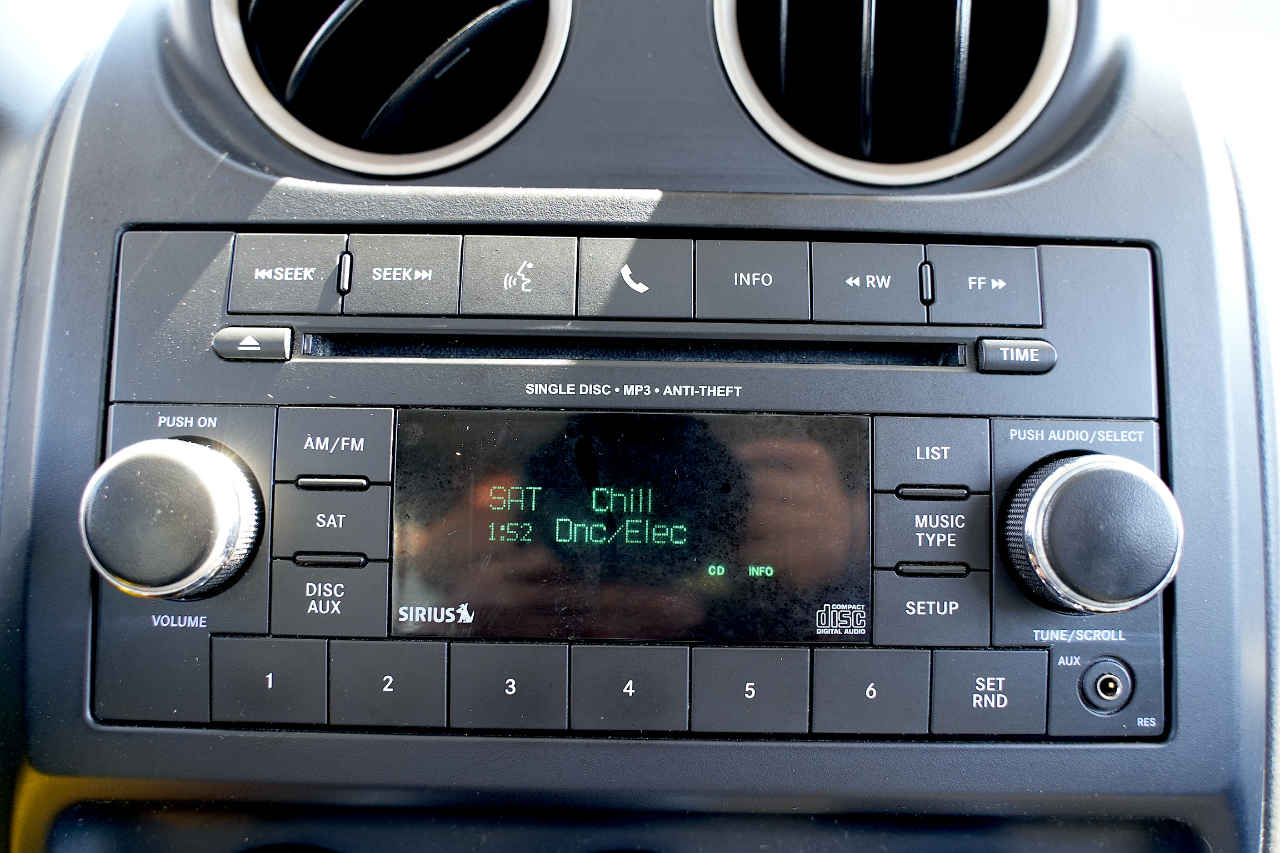 SEEK
SEEK
INFO
RW
FF
TIME
SINGLE DISC • MP3 • ANTI-THEFT
PUSH ON
AM/FM
SAT
DISC
AUX
VOLUME
SAT Chill
1:52 Dnc/Elec
CD INFO
SIRIUS
COMPACT
disc
DIGITAL AUDIO
LIST
MUSIC
TYPE
SETUP
PUSH AUDIO/SELECT
TUNE/SCROLL
1
2
3
4
5
6
SET
RND
AUX
RES